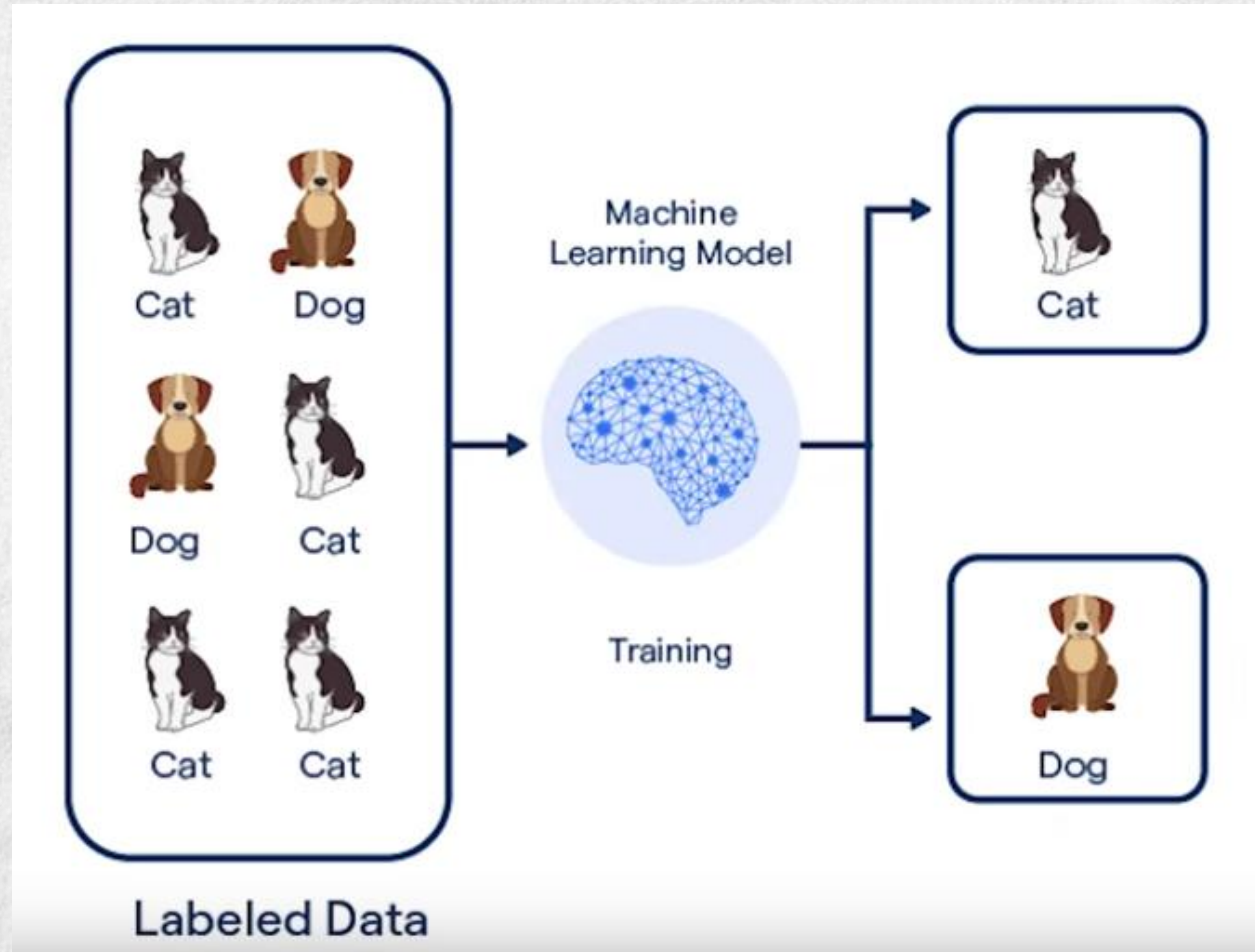 Cat Dog
Dog Cat
Cat Cat
Labeled Data
Machine
Learning Model
Training
Cat
Dog